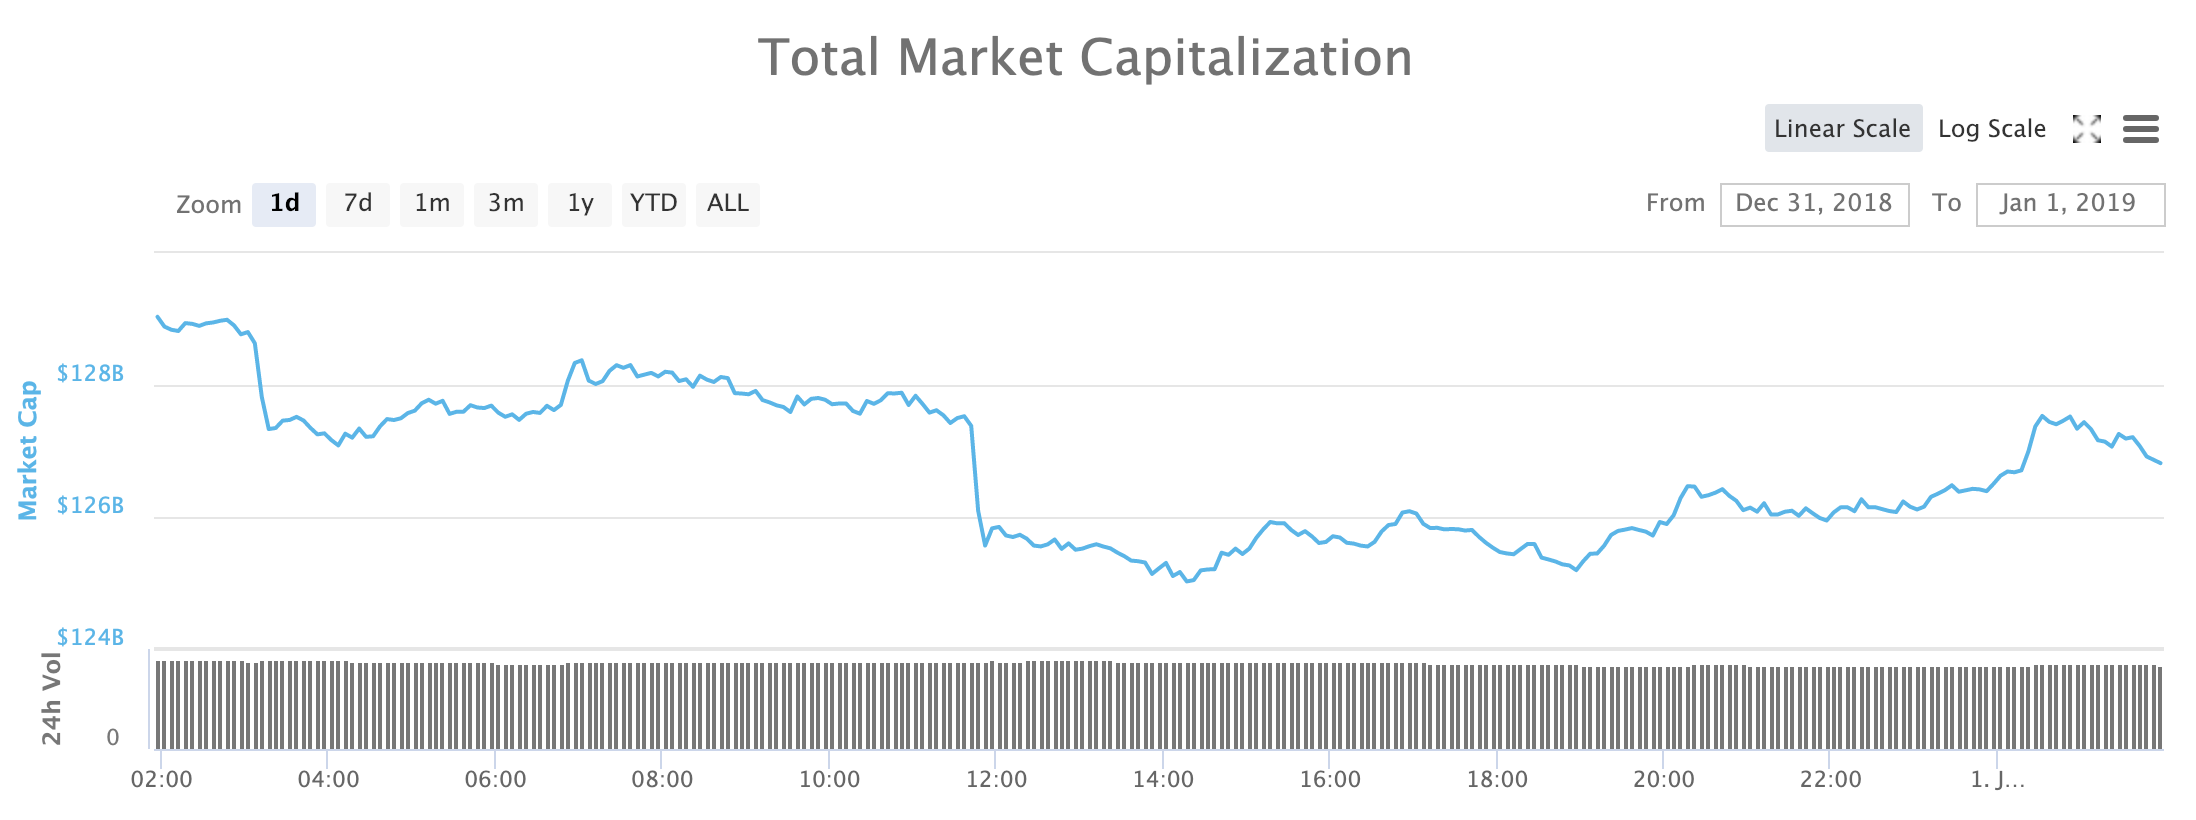 Total Market Capitalization
Linear Scale Log Scale
Zoom 1d 7d 1m 3m 1y YTD ALL From Dec 31, 2018 To Jan 1, 2019
$128B
$126B
$124B
Market Cap
24h Vol
0
02:00 04:00 06:00 08:00 10:00 12:00 14:00 16:00 18:00 20:00 22:00 1. J...